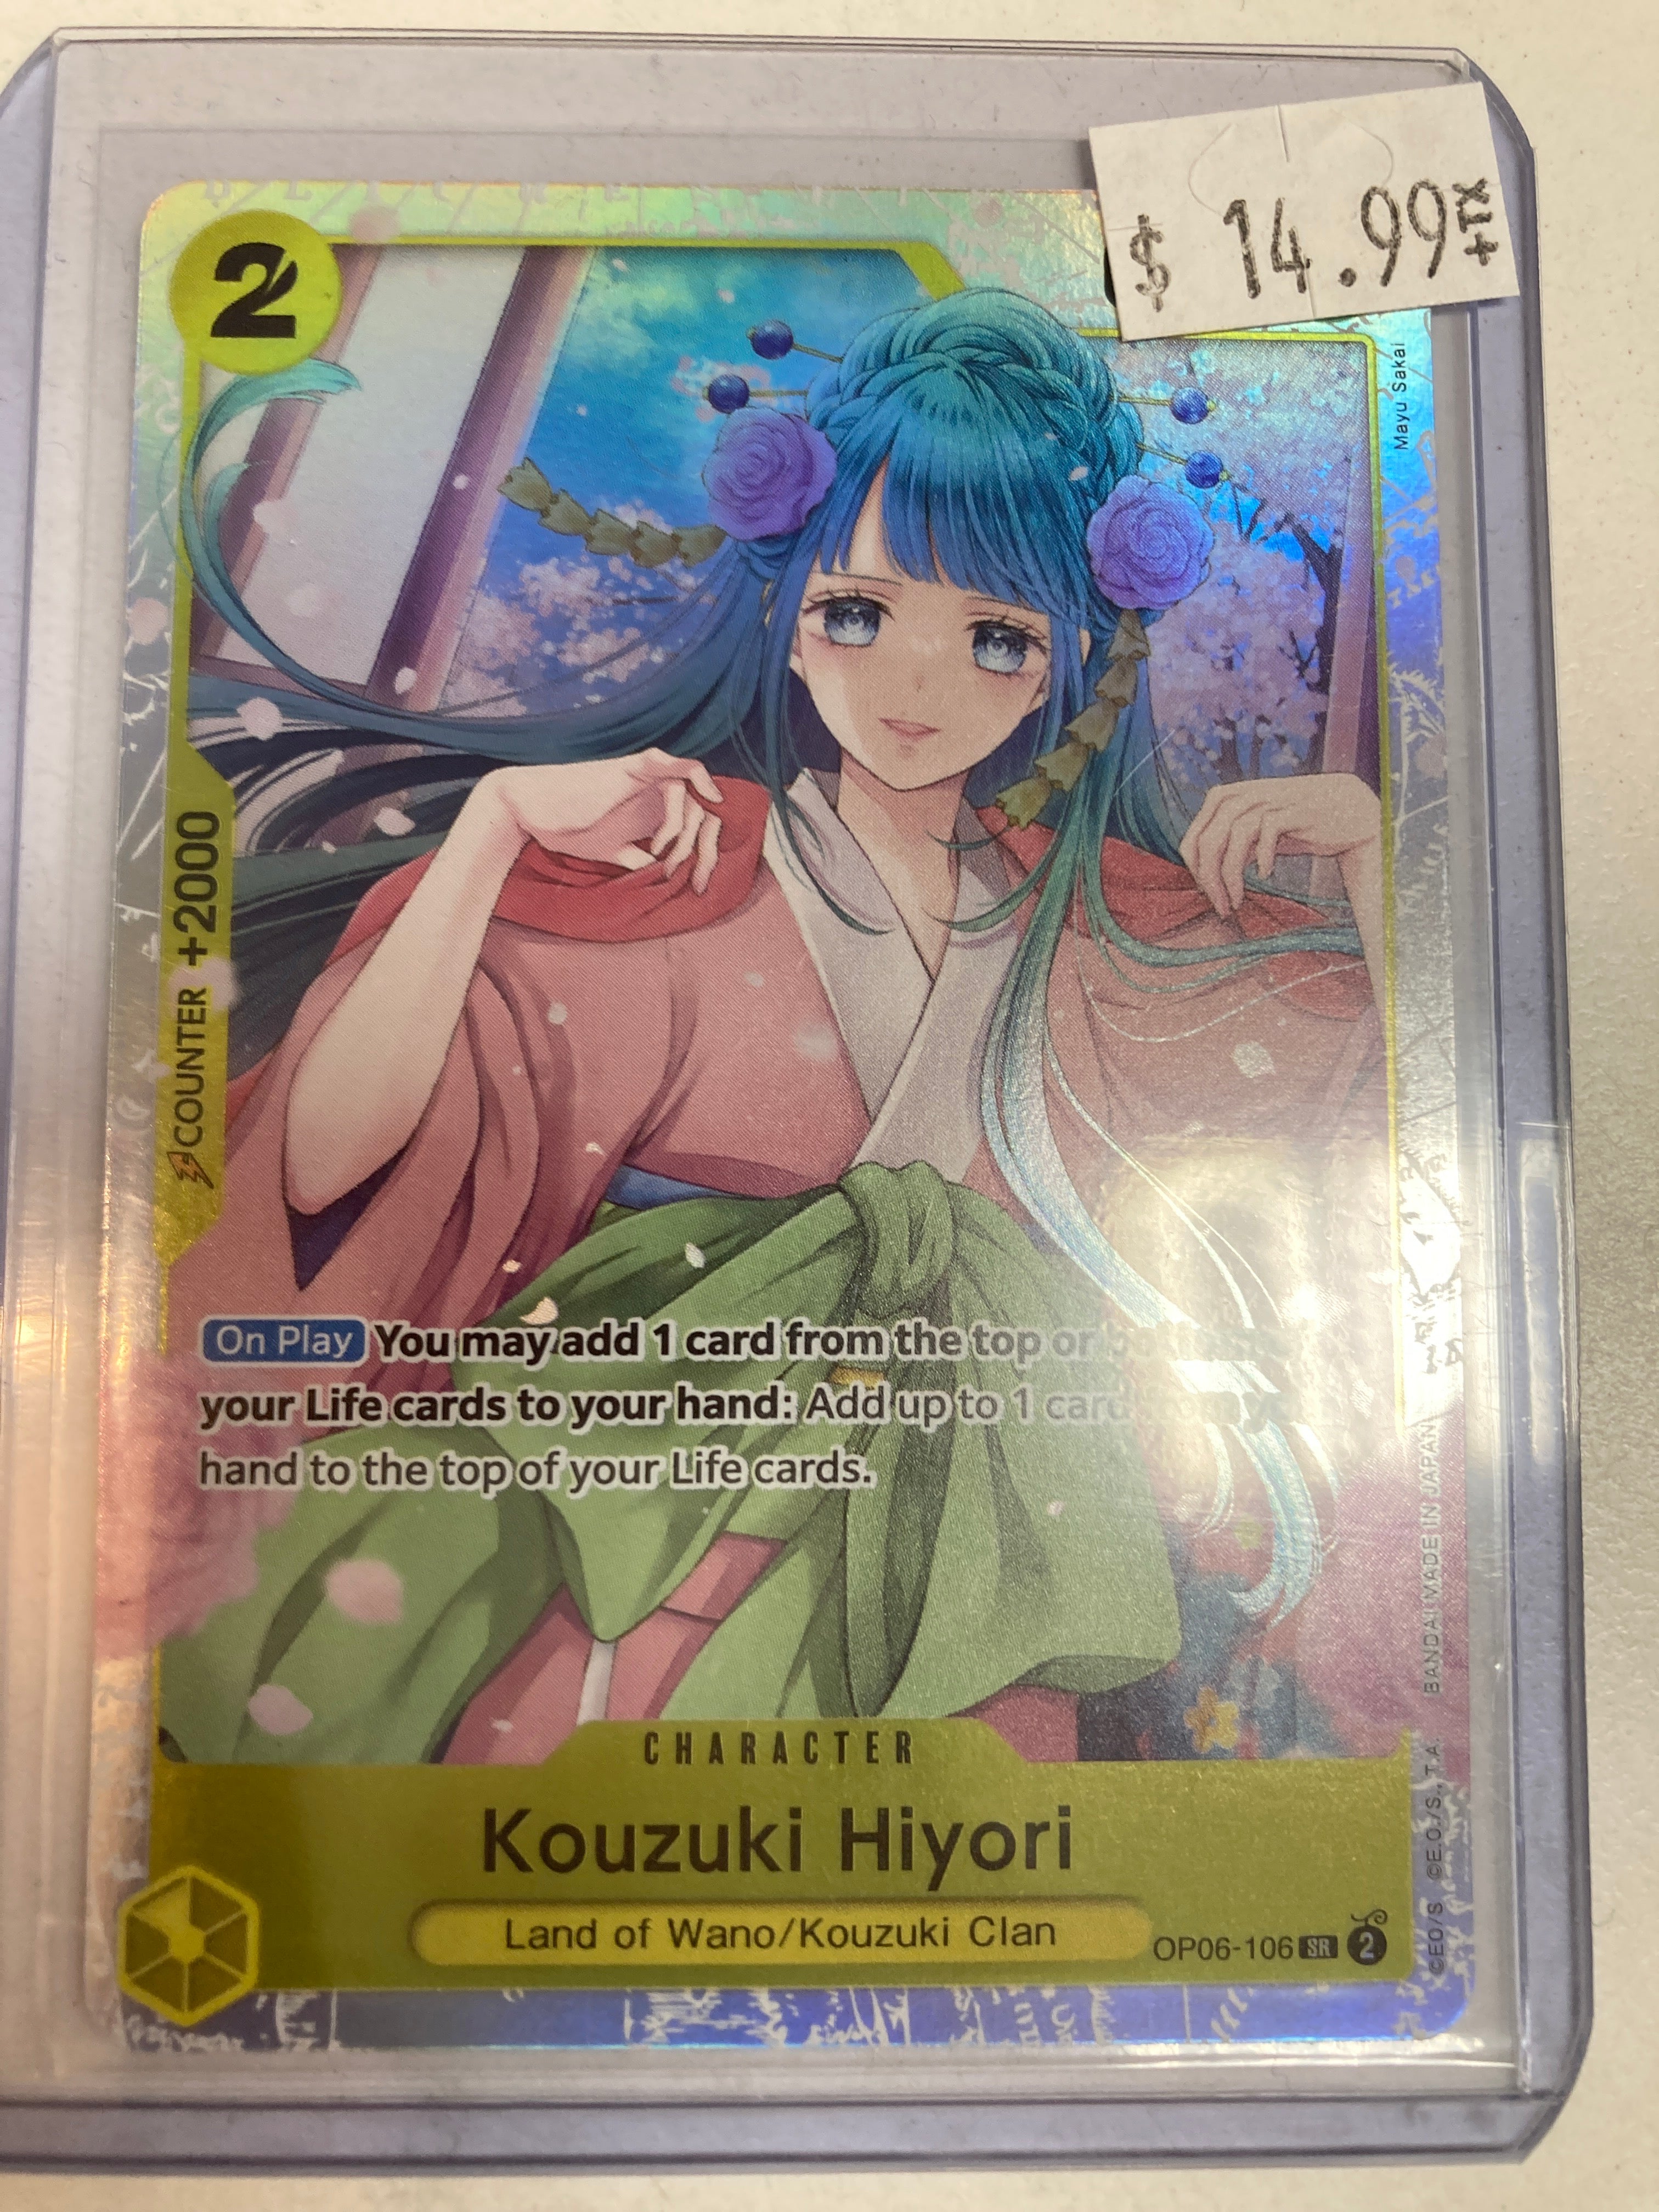 $ 14.99
2
Mayu Sakai
COUNTER +2000
On Play You may add 1 card from the top or
your Life cards to your hand: Add up to 1 card
hand to the top of your Life cards.
BANDAI MADE IN JAPAN
©E.O./S., T.A.
©EO/S
CHARACTER
Kouzuki Hiyori
Land of Wano/Kouzuki Clan
OP06-106 SR 2